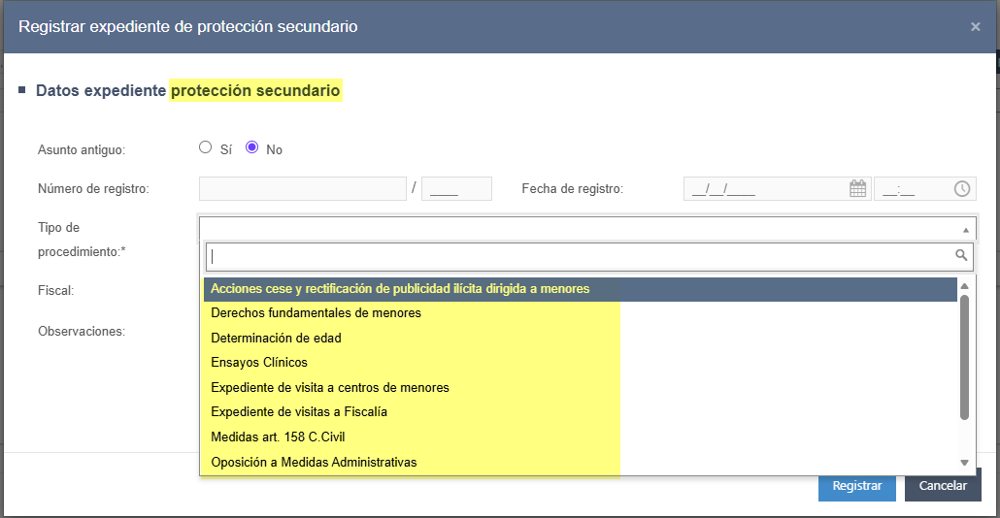 Registrar expediente de protección secundario
Datos expediente protección secundario
Asunto antiguo: Sí No
Número de registro: / ____ Fecha de registro: __/__/____ __:__
Tipo de
procedimiento:*
Acciones cese y rectificación de publicidad ilícita dirigida a menores
Fiscal:
Derechos fundamentales de menores
Observaciones:
Determinación de edad
Ensayos Clínicos
Expediente de visita a centros de menores
Expediente de visitas a Fiscalía
Medidas art. 158 C.Civil
Oposición a Medidas Administrativas
Registrar Cancelar